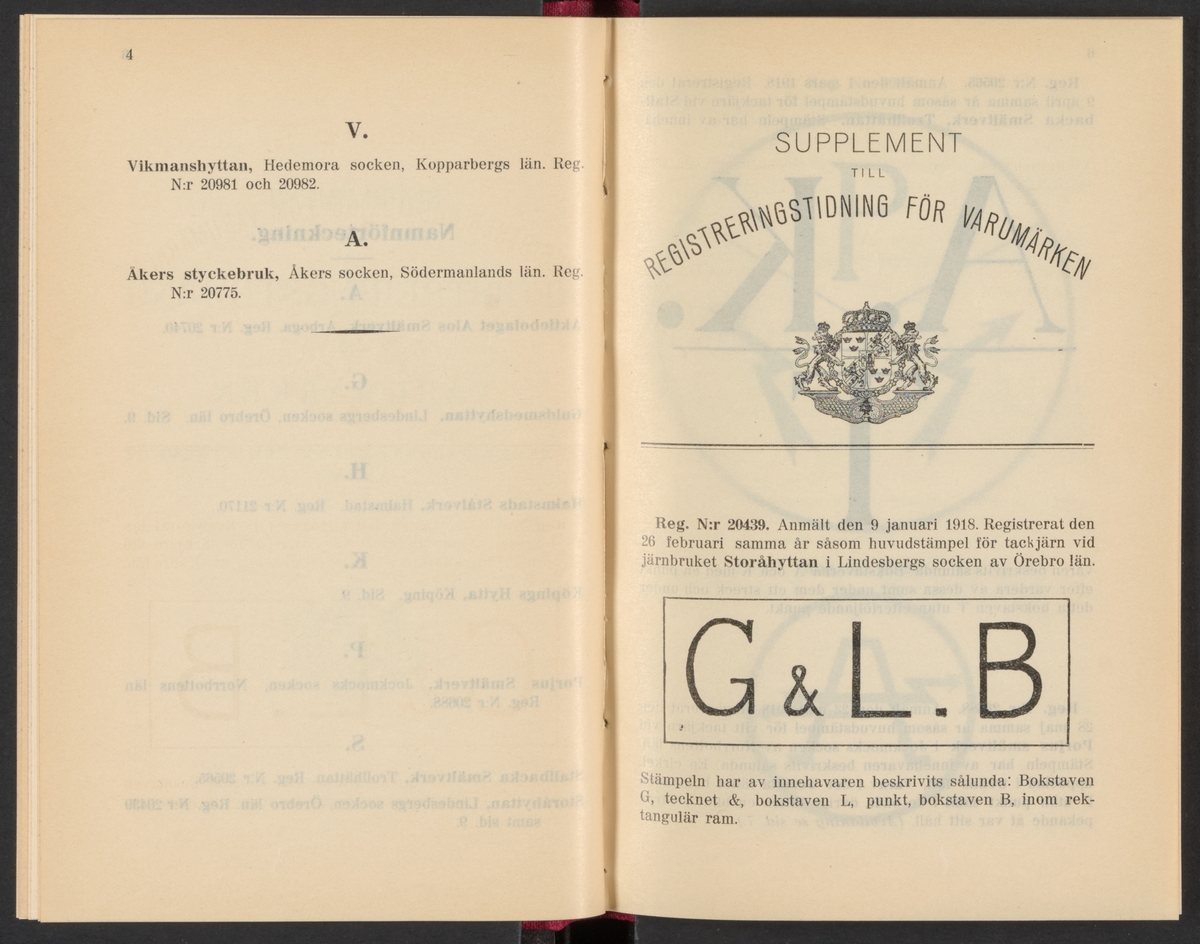 4
V.
Vikmanshyttan, Hedemora socken, Kopparbergs län. Reg.
N:r 20981 och 20982.
Å.
Åkers styckebruk, Åkers socken, Södermanlands län. Reg.
N:r 20775.
SUPPLEMENT
TILL
REGISTRERINGSTIDNING FÖR VARUMÄRKEN
Reg. N:r 20439. Anmält den 9 januari 1918. Registrerat den
26 februari samma år såsom huvudstämpel för tackjärn vid
järnbruket Storåhyttan i Lindesbergs socken av Örebro län.
G & L. B
Stämpeln har av innehavaren beskrivits sålunda: Bokstaven
G, tecknet &, bokstaven L, punkt, bokstaven B, inom rek-
tangulär ram.